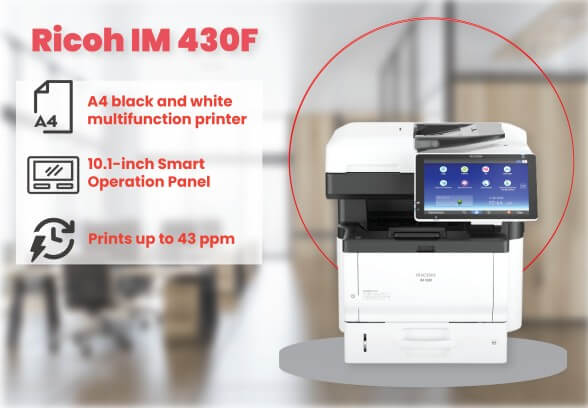 Ricoh IM 430F
A4
A4 black and white
multifunction printer
10.1-inch Smart
Operation Panel
Prints up to 43 ppm
RICOH